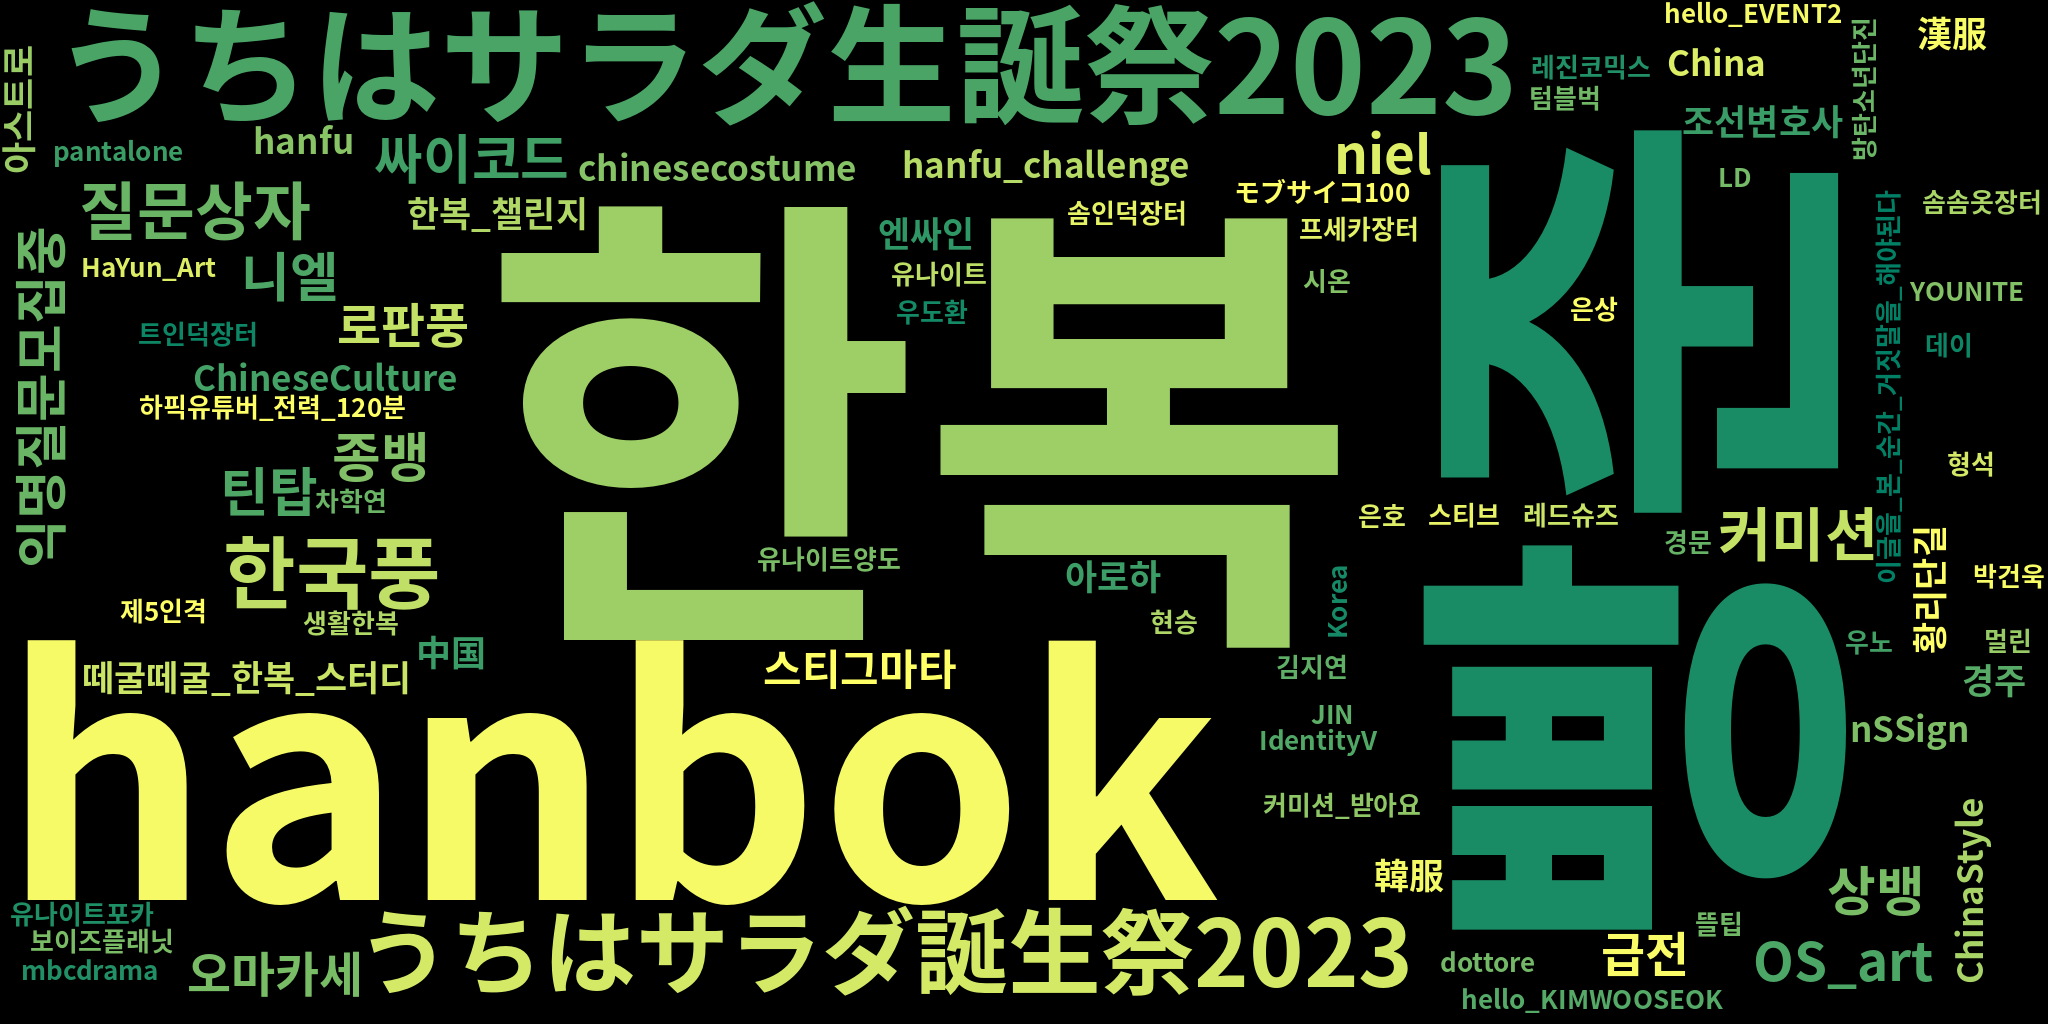 うちはサラダ生誕祭2023
hello_EVENT2
漢服
방탄소년단진
China
레진코믹스
텀블벅
아스트로
조선변호사
hanfu
pantalone
싸이코드
chinesecostume
hanfu_challenge
niel
LD
모ブサイコ100
질문상자
한복_챌린지
솜인덕장터
엔싸인
프세카장터
솜솜옷장터
HaYun_Art
니엘
유나이트
시온
YOUNITE
우도환
은상
로판풍
트인덕장터
데이
이글을_본_순간_거짓말을_해야된다
익명질문모집중
한복
빵준
ChineseCulture
하픽유튜버_전력_120분
종뱅
틴탑
차학연
형석
은호
스티브
레드슈즈
커미션
경문
한국풍
유나이트양도
아로하
Korea
황리단길
박건욱
제5인격
생활한복
현승
우노
멀린
中国
떼굴떼굴_한복_스터디
스티그마타
김지연
경주
hanbok
JIN
IdentityV
nSSign
커미션_받아요
ChinaStyle
韓服
상뱅
유나이트포카
보이즈플래닛
mbcdrama
오마카세
うちはサラダ誕生祭2023
뜰팁
급전
dottore
OS_art
hello_KIMWOOSEOK